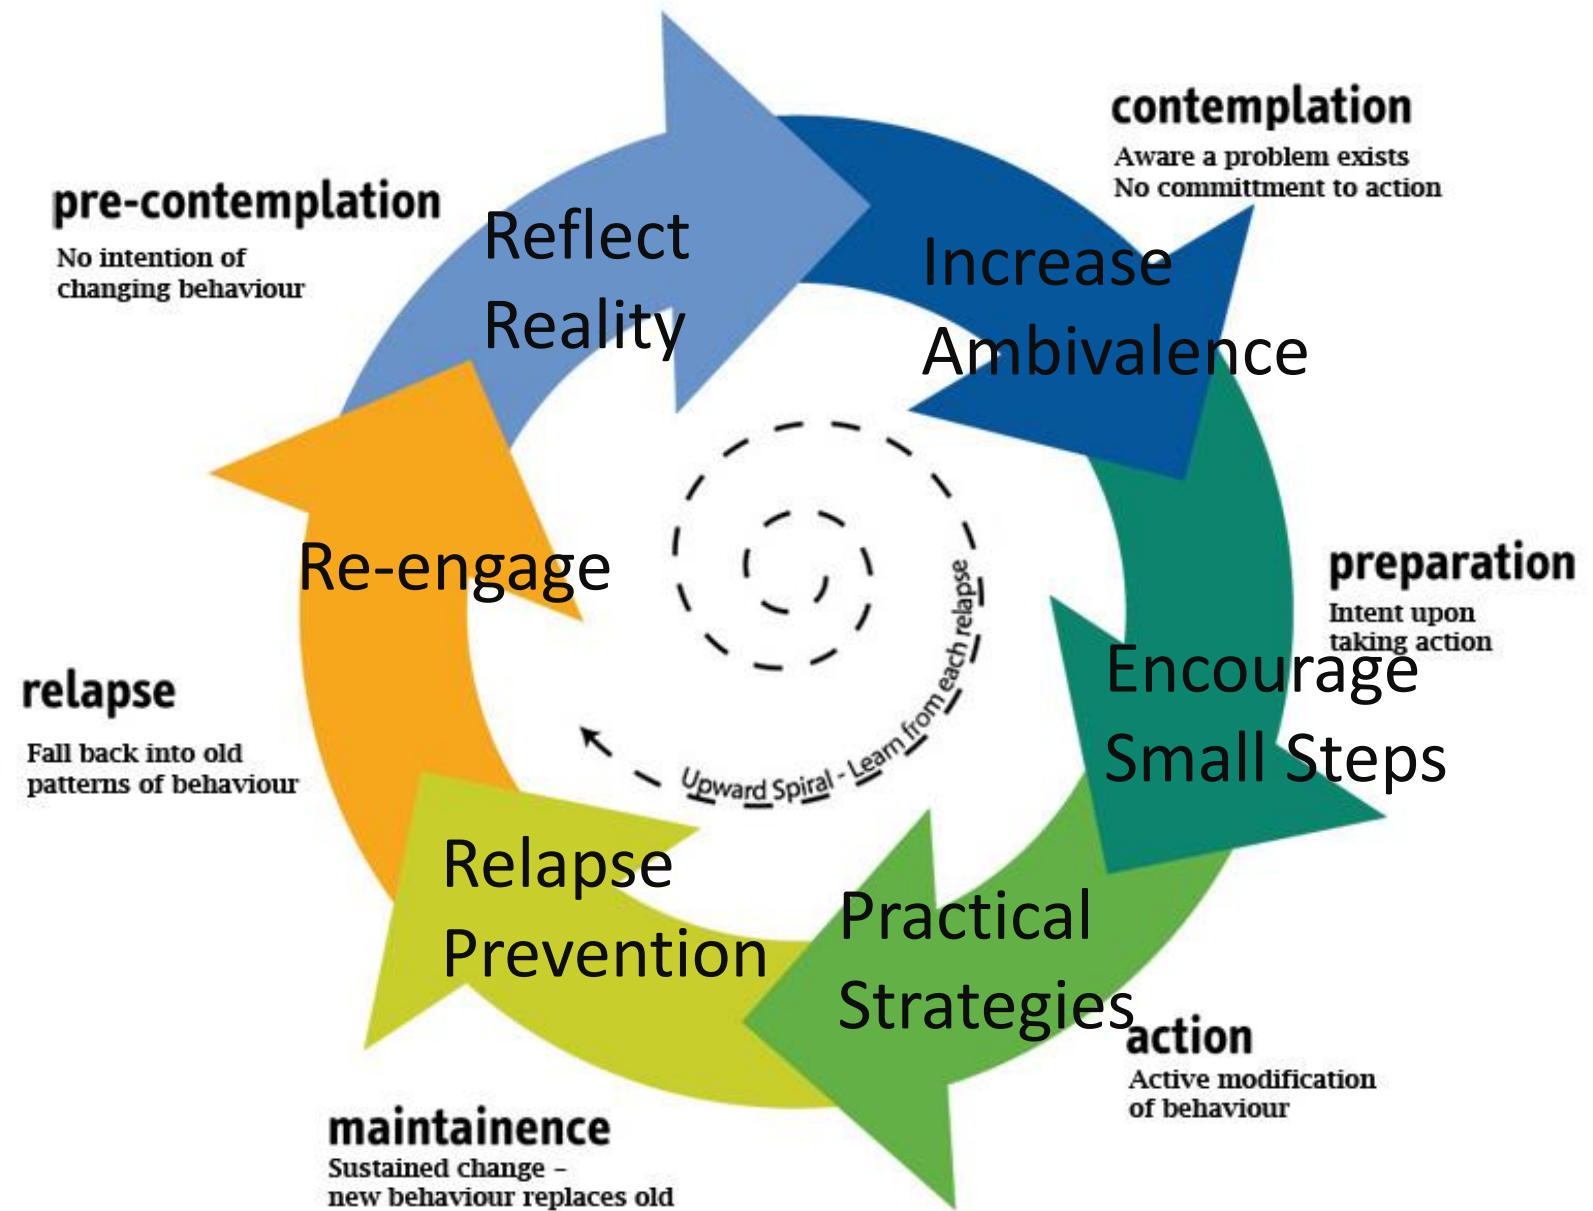 pre-contemplation
No intention of
changing behaviour
Reflect
Reality
contemplation
Aware a problem exists
No committment to action
Increase
Ambivalence
preparation
Intent upon
taking action
Encourage
Small Steps
action
Active modification
of behaviour
Practical
Strategies
maintainence
Sustained change –
new behaviour replaces old
Relapse
Prevention
relapse
Fall back into old
patterns of behaviour
Re-engage
Upward Spiral - Learn from each relapse